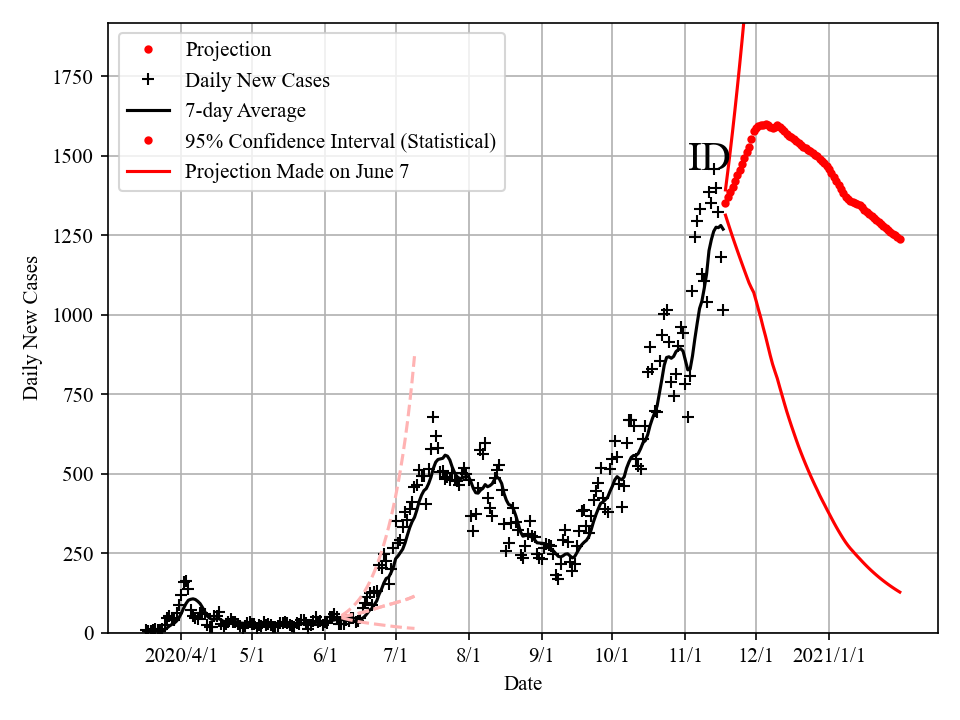 Projection
Daily New Cases
7-day Average
95% Confidence Interval (Statistical)
Projection Made on June 7
ID
1750
1500
1250
1000
750
500
250
0
Daily New Cases
2020/4/1 5/1 6/1 7/1 8/1 9/1 10/1 11/1 12/1 2021/1/1
Date